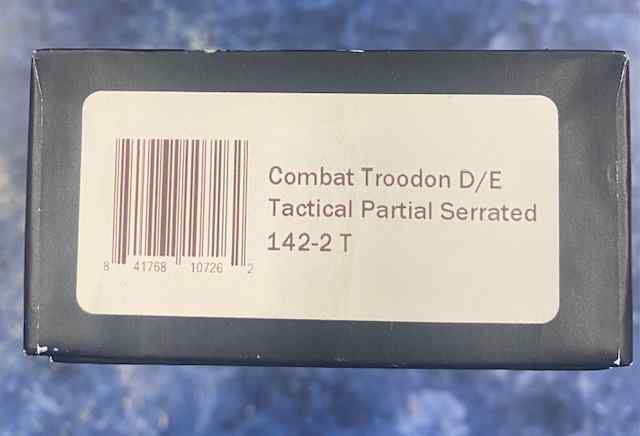 Combat Troodon D/E
Tactical Partial Serrated
142-2 T
8 41768 10726 2